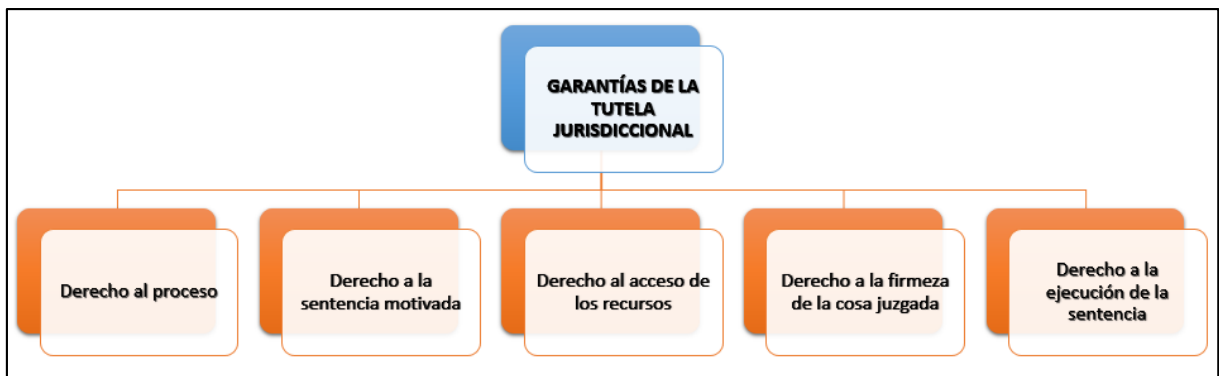 GARANTÍAS DE LA
TUTELA
JURISDICCIONAL
Derecho al proceso
Derecho a la
sentencia motivada
Derecho al acceso de
los recursos
Derecho a la firmeza
de la cosa juzgada
Derecho a la
ejecución de la
sentencia